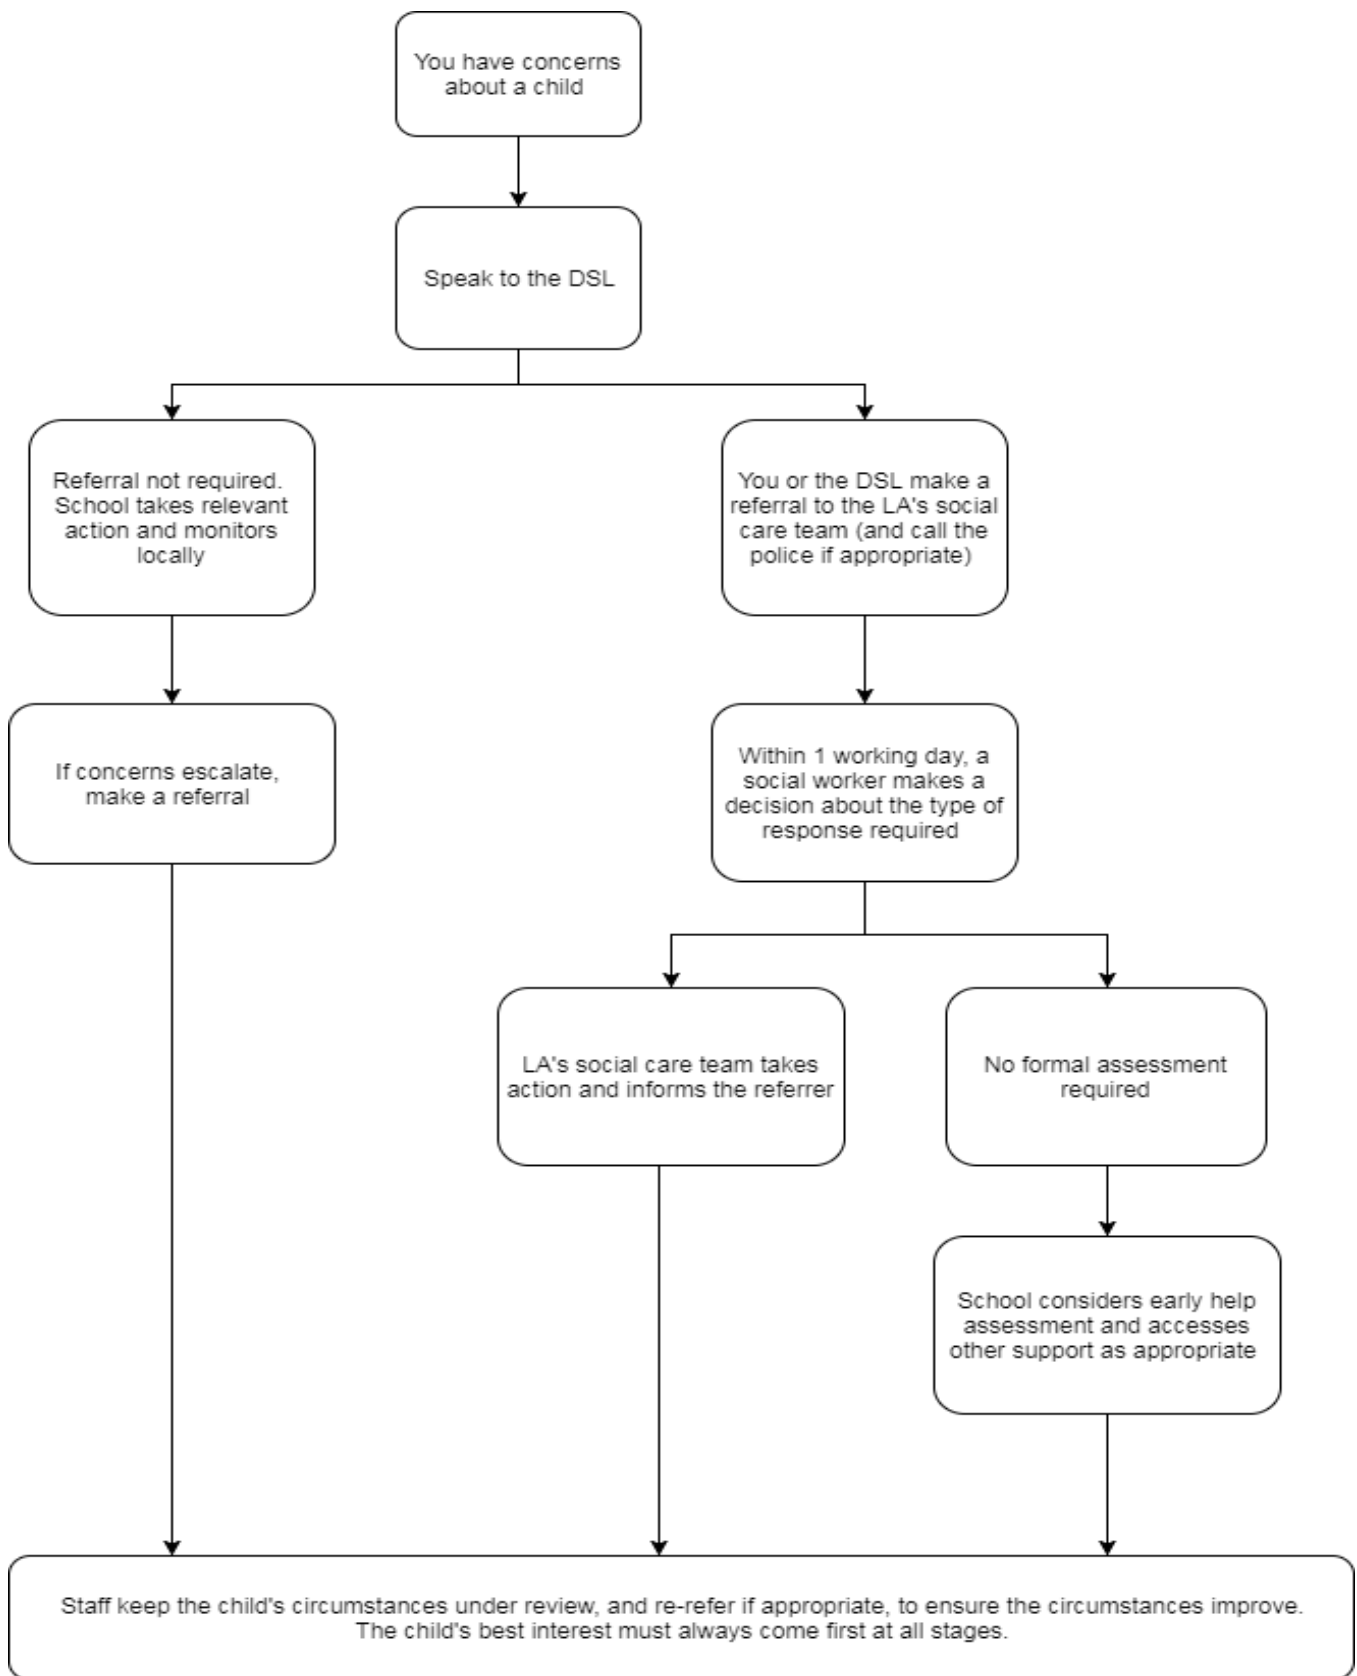 You have concerns
about a child
Speak to the DSL
Referral not required.
School takes relevant
action and monitors
locally
You or the DSL make a
referral to the LA's social
care team (and call the
police if appropriate)
If concerns escalate,
make a referral
Within 1 working day, a
social worker makes a
decision about the type of
response required
LA's social care team takes
action and informs the referrer
No formal assessment
required
School considers early help
assessment and accesses
other support as appropriate
Staff keep the child's circumstances under review, and re-refer if appropriate, to ensure the circumstances improve.
The child's best interest must always come first at all stages.